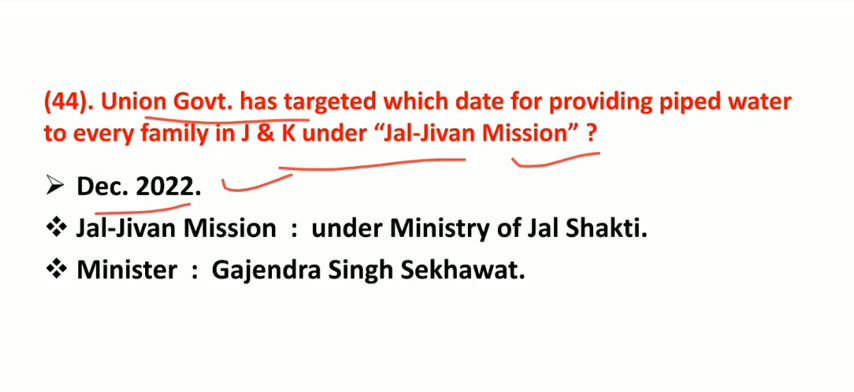 (44). Union Govt. has targeted which date for providing piped water
to every family in J & K under “Jal-Jivan Mission” ?
➢ Dec. 2022.
❖ Jal-Jivan Mission : under Ministry of Jal Shakti.
❖ Minister : Gajendra Singh Sekhawat.